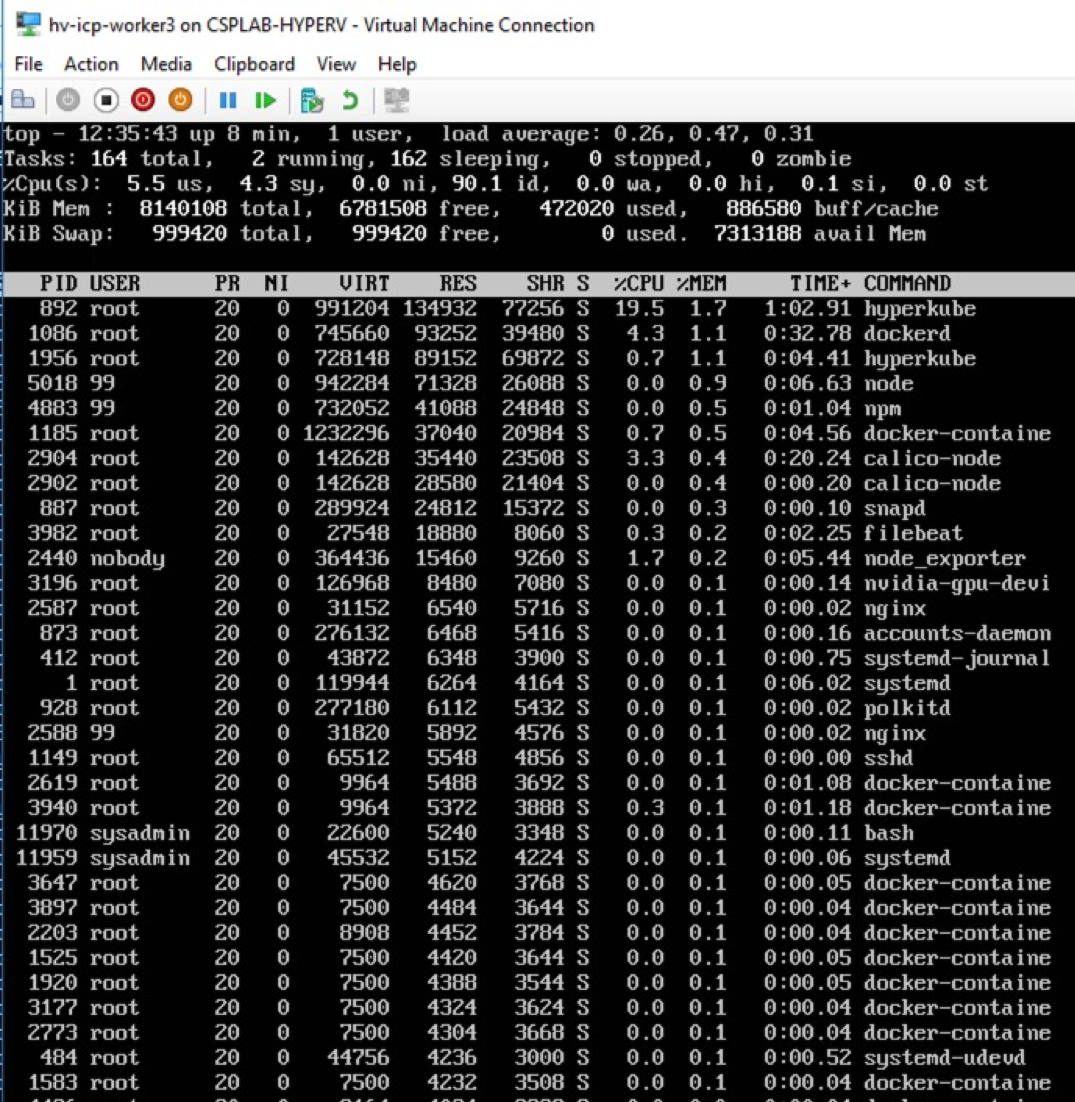 hv-icp-worker3 on CSPLAB-HYPERV - Virtual Machine Connection
File Action Media Clipboard View Help
top - 12:35:43 up 8 min, 1 user, load average: 0.26, 0.47, 0.31
Tasks: 164 total, 2 running, 162 sleeping, 0 stopped, 0 zombie
%Cpu(s): 5.5 us, 4.3 sy, 0.0 ni, 90.1 id, 0.0 wa, 0.0 hi, 0.1 si, 0.0 st
KiB Mem : 8140108 total, 6781508 free, 472020 used, 886580 buff/cache
KiB Swap: 999420 total, 999420 free, 0 used. 7313188 avail Mem
PID USER PR NI VIRT RES SHR S %CPU %MEM TIME+ COMMAND
892 root 20 0 991204 134932 77256 S 19.5 1.7 1:02.91 hyperkube
1086 root 20 0 745660 93252 39480 S 4.3 1.1 0:32.78 dockerd
1956 root 20 0 728148 89152 69872 S 0.7 1.1 0:04.41 hyperkube
5018 99 20 0 942284 71328 26088 S 0.0 0.9 0:06.63 node
4883 99 20 0 732052 41088 24848 S 0.0 0.5 0:01.04 npm
1185 root 20 0 1232296 37040 20984 S 0.7 0.5 0:04.56 docker-containe
2904 root 20 0 142628 35440 23508 S 3.3 0.4 0:20.24 calico-node
2902 root 20 0 142628 28580 21404 S 0.0 0.4 0:00.20 calico-node
887 root 20 0 289924 24812 15372 S 0.0 0.3 0:00.10 snapd
3982 root 20 0 27548 18880 8060 S 0.3 0.2 0:02.25 filebeat
2440 nobody 20 0 364436 15460 9260 S 1.7 0.2 0:05.44 node_exporter
3196 root 20 0 126968 8480 7080 S 0.0 0.1 0:00.14 nvidia-gpu-devi
2587 root 20 0 31152 6540 5716 S 0.0 0.1 0:00.02 nginx
873 root 20 0 276132 6468 5416 S 0.0 0.1 0:00.16 accounts-daemon
412 root 20 0 43872 6348 3900 S 0.0 0.1 0:00.75 systemd-journal
1 root 20 0 119944 6264 4164 S 0.0 0.1 0:06.02 systemd
928 root 20 0 277180 6112 5432 S 0.0 0.1 0:00.02 polkitd
2588 99 20 0 31820 5892 4576 S 0.0 0.1 0:00.02 nginx
1149 root 20 0 65512 5548 4856 S 0.0 0.1 0:00.00 sshd
2619 root 20 0 9964 5488 3692 S 0.0 0.1 0:01.08 docker-containe
3940 root 20 0 9964 5372 3888 S 0.3 0.1 0:01.18 docker-containe
11970 sysadmin 20 0 22600 5240 3348 S 0.0 0.1 0:00.11 bash
11959 sysadmin 20 0 45532 5152 4224 S 0.0 0.1 0:00.06 systemd
3647 root 20 0 7500 4620 3768 S 0.0 0.1 0:00.05 docker-containe
3897 root 20 0 7500 4484 3644 S 0.0 0.1 0:00.04 docker-containe
2203 root 20 0 8908 4452 3784 S 0.0 0.1 0:00.04 docker-containe
1525 root 20 0 7500 4420 3644 S 0.0 0.1 0:00.05 docker-containe
1920 root 20 0 7500 4388 3544 S 0.0 0.1 0:00.05 docker-containe
3177 root 20 0 7500 4324 3624 S 0.0 0.1 0:00.04 docker-containe
2773 root 20 0 7500 4304 3668 S 0.0 0.1 0:00.04 docker-containe
484 root 20 0 44756 4236 3000 S 0.0 0.1 0:00.52 systemd-udevd
1583 root 20 0 7500 4232 3508 S 0.0 0.1 0:00.04 docker-containe